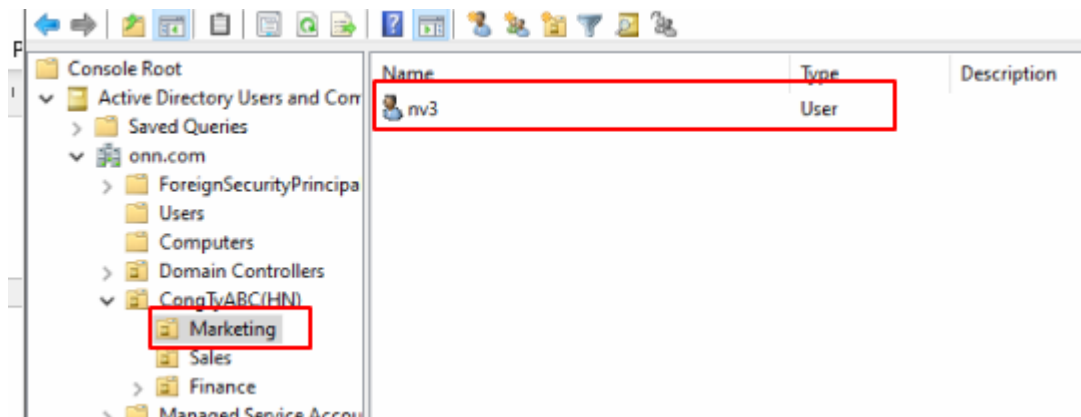 P
Console Root
Active Directory Users and Com
Saved Queries
onn.com
ForeignSecurityPrincipa
Users
Computers
Domain Controllers
CongTyABC(HN)
Marketing
Sales
Finance
Managed Service Accou
Name Type Description
nv3 User